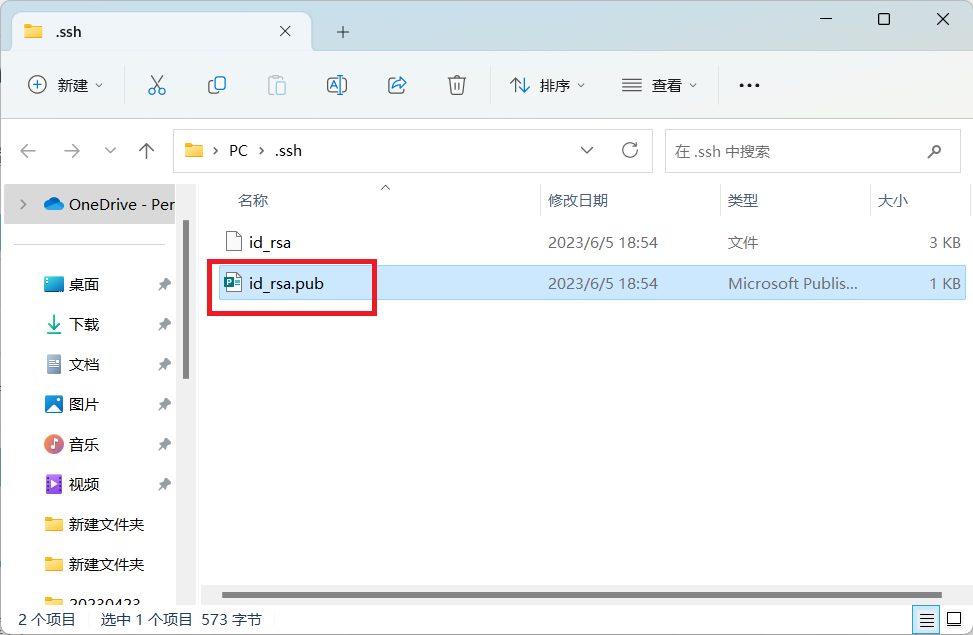 .ssh
新建
排序
查看
PC
.ssh
在 .ssh 中搜索
OneDrive - Per
桌面
下载
文档
图片
音乐
视频
新建文件夹
新建文件夹
20230423
名称
修改日期
类型
大小
id_rsa
2023/6/5 18:54
文件
3 KB
id_rsa.pub
2023/6/5 18:54
Microsoft Publis...
1 KB
2 个项目
选中 1 个项目 573 字节